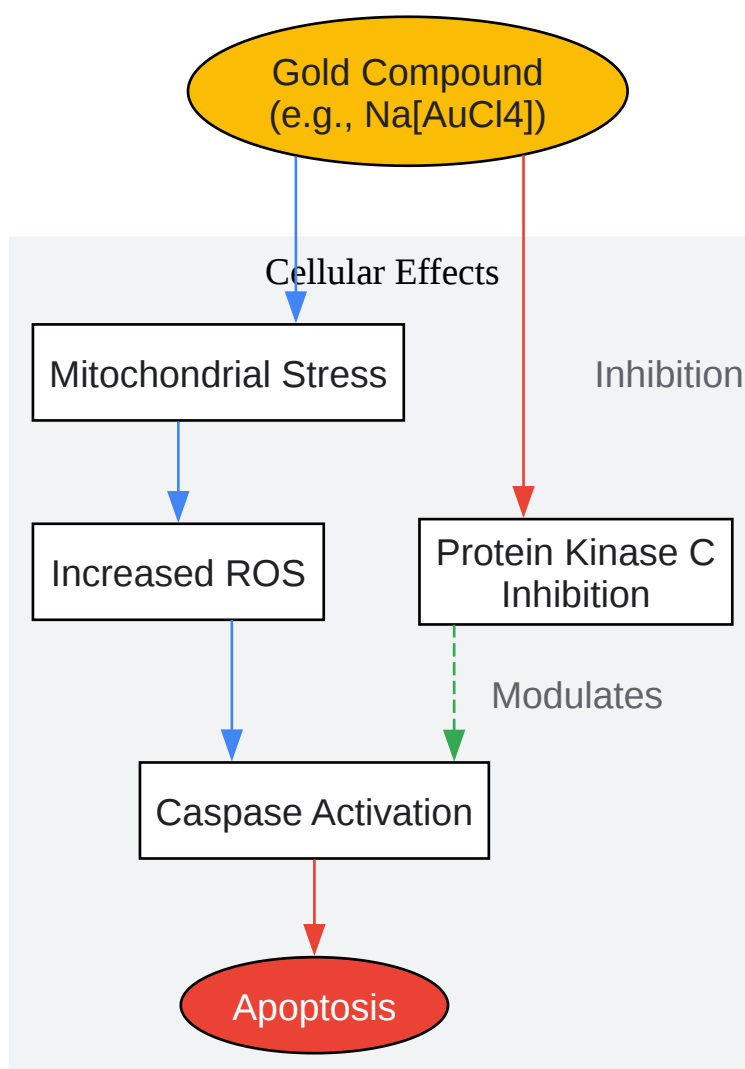 Gold Compound
(e.g., Na[AuCl4])
Cellular Effects
Mitochondrial Stress
Inhibition
Increased ROS
Protein Kinase C
Inhibition
Modulates
Caspase Activation
Apoptosis